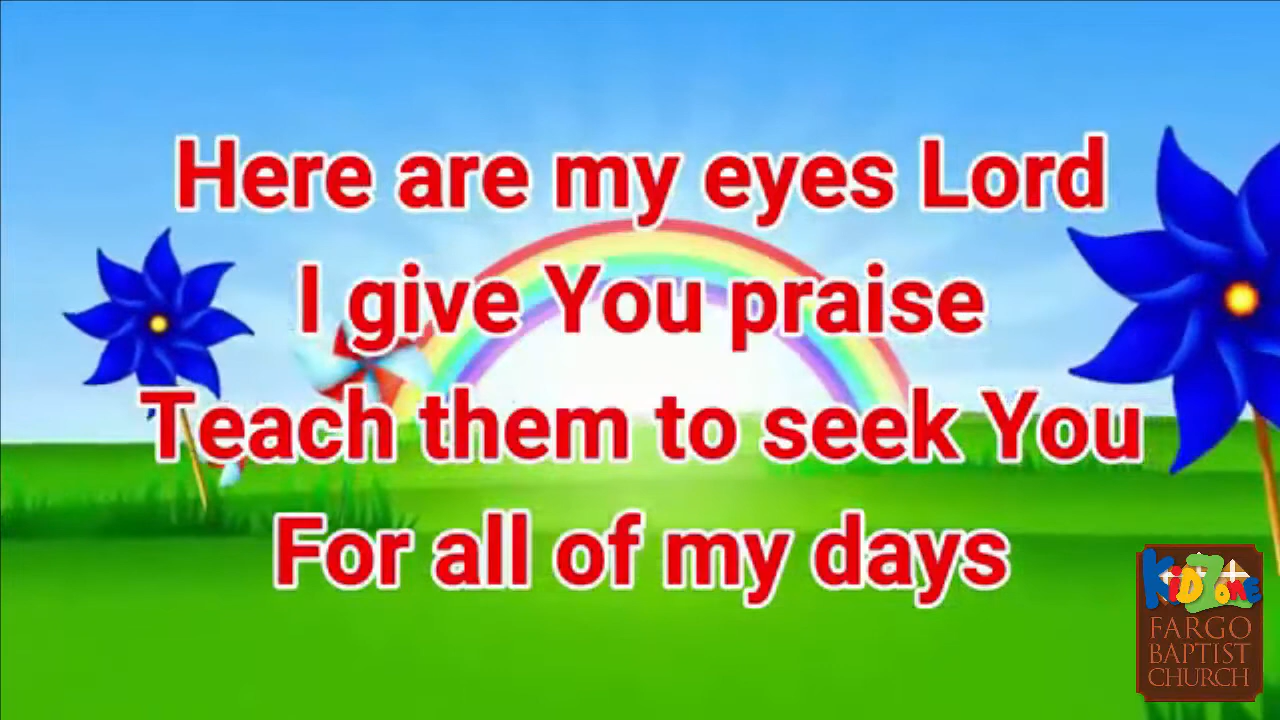 Here are my eyes Lord
I give You praise
Teach them to seek You
For all of my days
KidZone
FARGO
BAPTIST
CHURCH